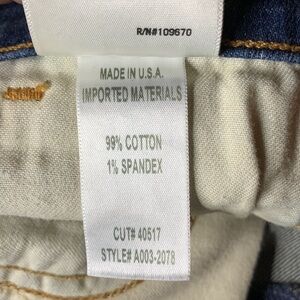 R/N#109670
MADE IN U.S.A.
IMPORTED MATERIALS
99% COTTON
1% SPANDEX
CUT# 40517
STYLE# A003-2078